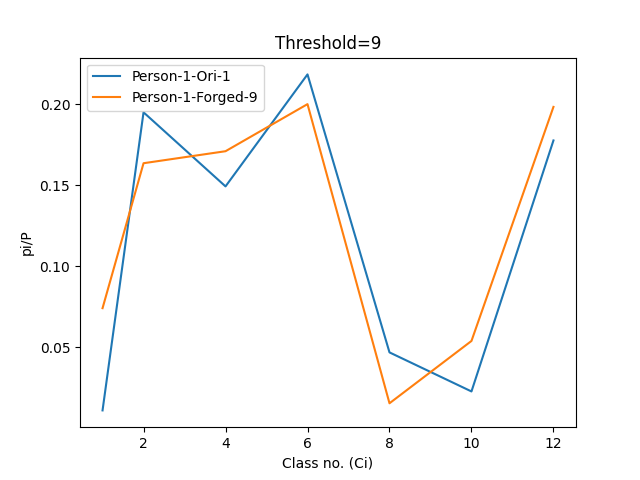 Threshold=9
Person-1-Ori-1
Person-1-Forged-9
0.20
0.15
0.10
0.05
pi/P
2 4 6 8 10 12
Class no. (Ci)